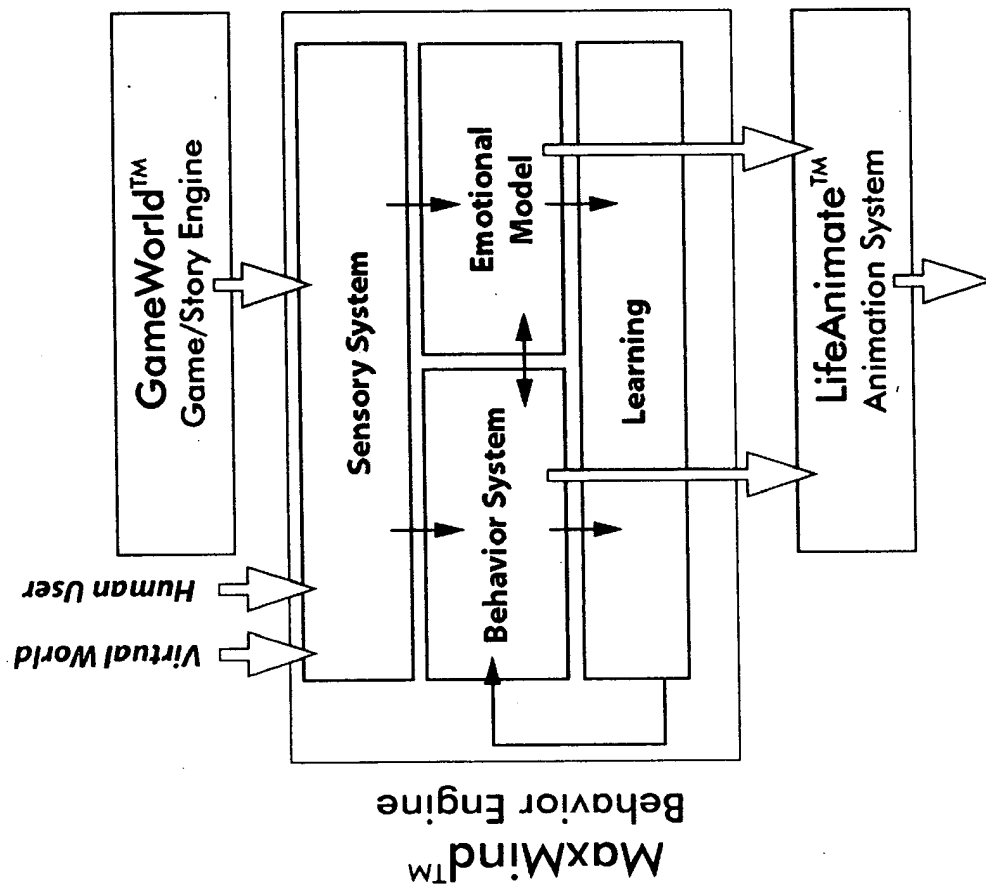 GameWorld™
Game/Story Engine
Human User
Virtual World
Sensory System
Emotional
Model
Behavior System
Learning
MaxMind™
Behavior Engine
LifeAnimate™
Animation System